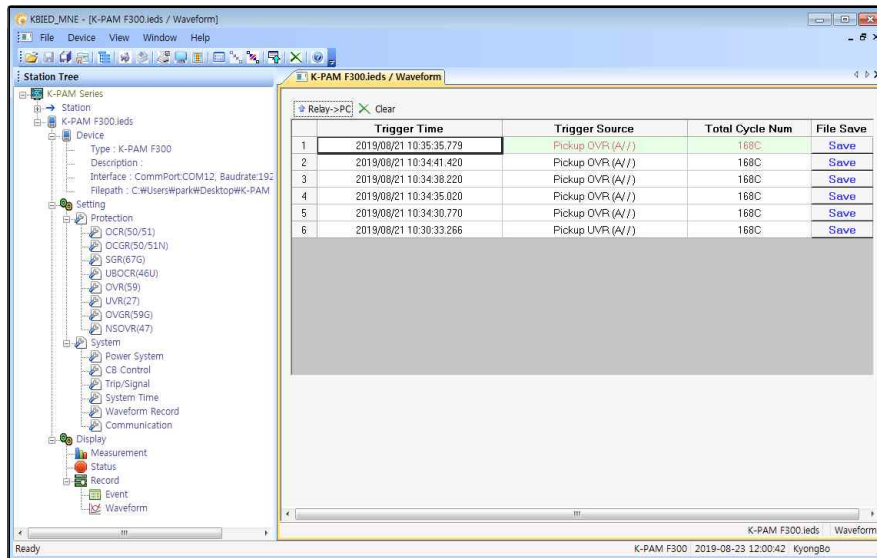 KBIED_MNE - [K-PAM F300.ieds / Waveform]
File Device View Window Help
Station Tree
K-PAM Series
Station
K-PAM F300.ieds
Device
Type : K-PAM F300
Description :
Interface : CommPort:COM12, Baudrate:192
Filepath : C:₩Users₩park₩Desktop₩K-PAM
Setting
Protection
OCR(50/51)
OCGR(50/51N)
SGR(67G)
UBOCR(46U)
OVR(59)
UVR(27)
OVGR(59G)
NSOVR(47)
System
Power System
CB Control
Trip/Signal
System Time
Waveform Record
Communication
Display
Measurement
Status
Record
Event
Waveform
K-PAM F300.ieds / Waveform
Relay->PC Clear
Trigger Time Trigger Source Total Cycle Num File Save
1 2019/08/21 10:35:35.779 Pickup OVR (A//) 168C Save
2 2019/08/21 10:34:41.420 Pickup OVR (A//) 168C Save
3 2019/08/21 10:34:38.220 Pickup OVR (A//) 168C Save
4 2019/08/21 10:34:35.020 Pickup OVR (A//) 168C Save
5 2019/08/21 10:34:30.770 Pickup OVR (A//) 168C Save
6 2019/08/21 10:30:33.266 Pickup UVR (A//) 168C Save
K-PAM F300.ieds Waveform
Ready K-PAM F300 2019-08-23 12:00:42 KyongBo